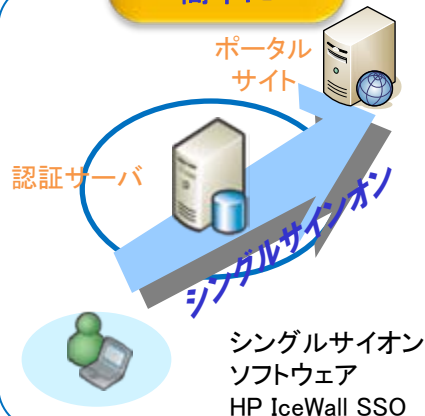 ポータル
サイト
認証サーバ
シングルサインオン
シングルサイオン
ソフトウェア
HP IceWall SSO